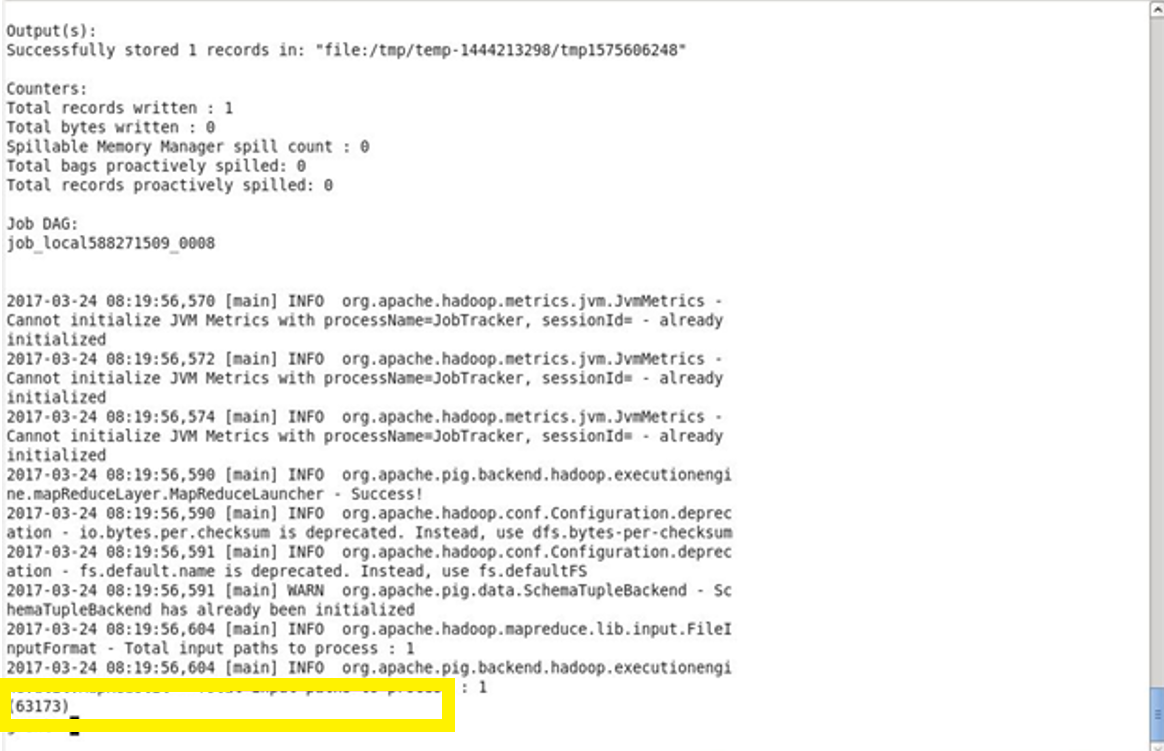 Output(s):
Successfully stored 1 records in: "file:/tmp/temp-1444213298/tmp1575606248"
Counters:
Total records written : 1
Total bytes written : 0
Spillable Memory Manager spill count : 0
Total bags proactively spilled: 0
Total records proactively spilled: 0
Job DAG:
job_local588271509_0008
2017-03-24 08:19:56,570 [main] INFO  org.apache.hadoop.metrics.jvm.JvmMetrics -
Cannot initialize JVM Metrics with processName=JobTracker, sessionId= - already
initialized
2017-03-24 08:19:56,572 [main] INFO  org.apache.hadoop.metrics.jvm.JvmMetrics -
Cannot initialize JVM Metrics with processName=JobTracker, sessionId= - already
initialized
2017-03-24 08:19:56,574 [main] INFO  org.apache.hadoop.metrics.jvm.JvmMetrics -
Cannot initialize JVM Metrics with processName=JobTracker, sessionId= - already
initialized
2017-03-24 08:19:56,590 [main] INFO  org.apache.pig.backend.hadoop.executionengi
ne.mapReduceLayer.MapReduceLauncher - Success!
2017-03-24 08:19:56,590 [main] INFO  org.apache.hadoop.conf.Configuration.deprec
ation - io.bytes.per.checksum is deprecated. Instead, use dfs.bytes-per-checksum
2017-03-24 08:19:56,591 [main] INFO  org.apache.hadoop.conf.Configuration.deprec
ation - fs.default.name is deprecated. Instead, use fs.defaultFS
2017-03-24 08:19:56,591 [main] WARN  org.apache.pig.data.SchemaTupleBackend - Sc
hemaTupleBackend has already been initialized
2017-03-24 08:19:56,604 [main] INFO  org.apache.hadoop.mapreduce.lib.input.FileI
nputFormat - Total input paths to process : 1
2017-03-24 08:19:56,604 [main] INFO  org.apache.pig.backend.hadoop.executionengi
: 1
(63173)